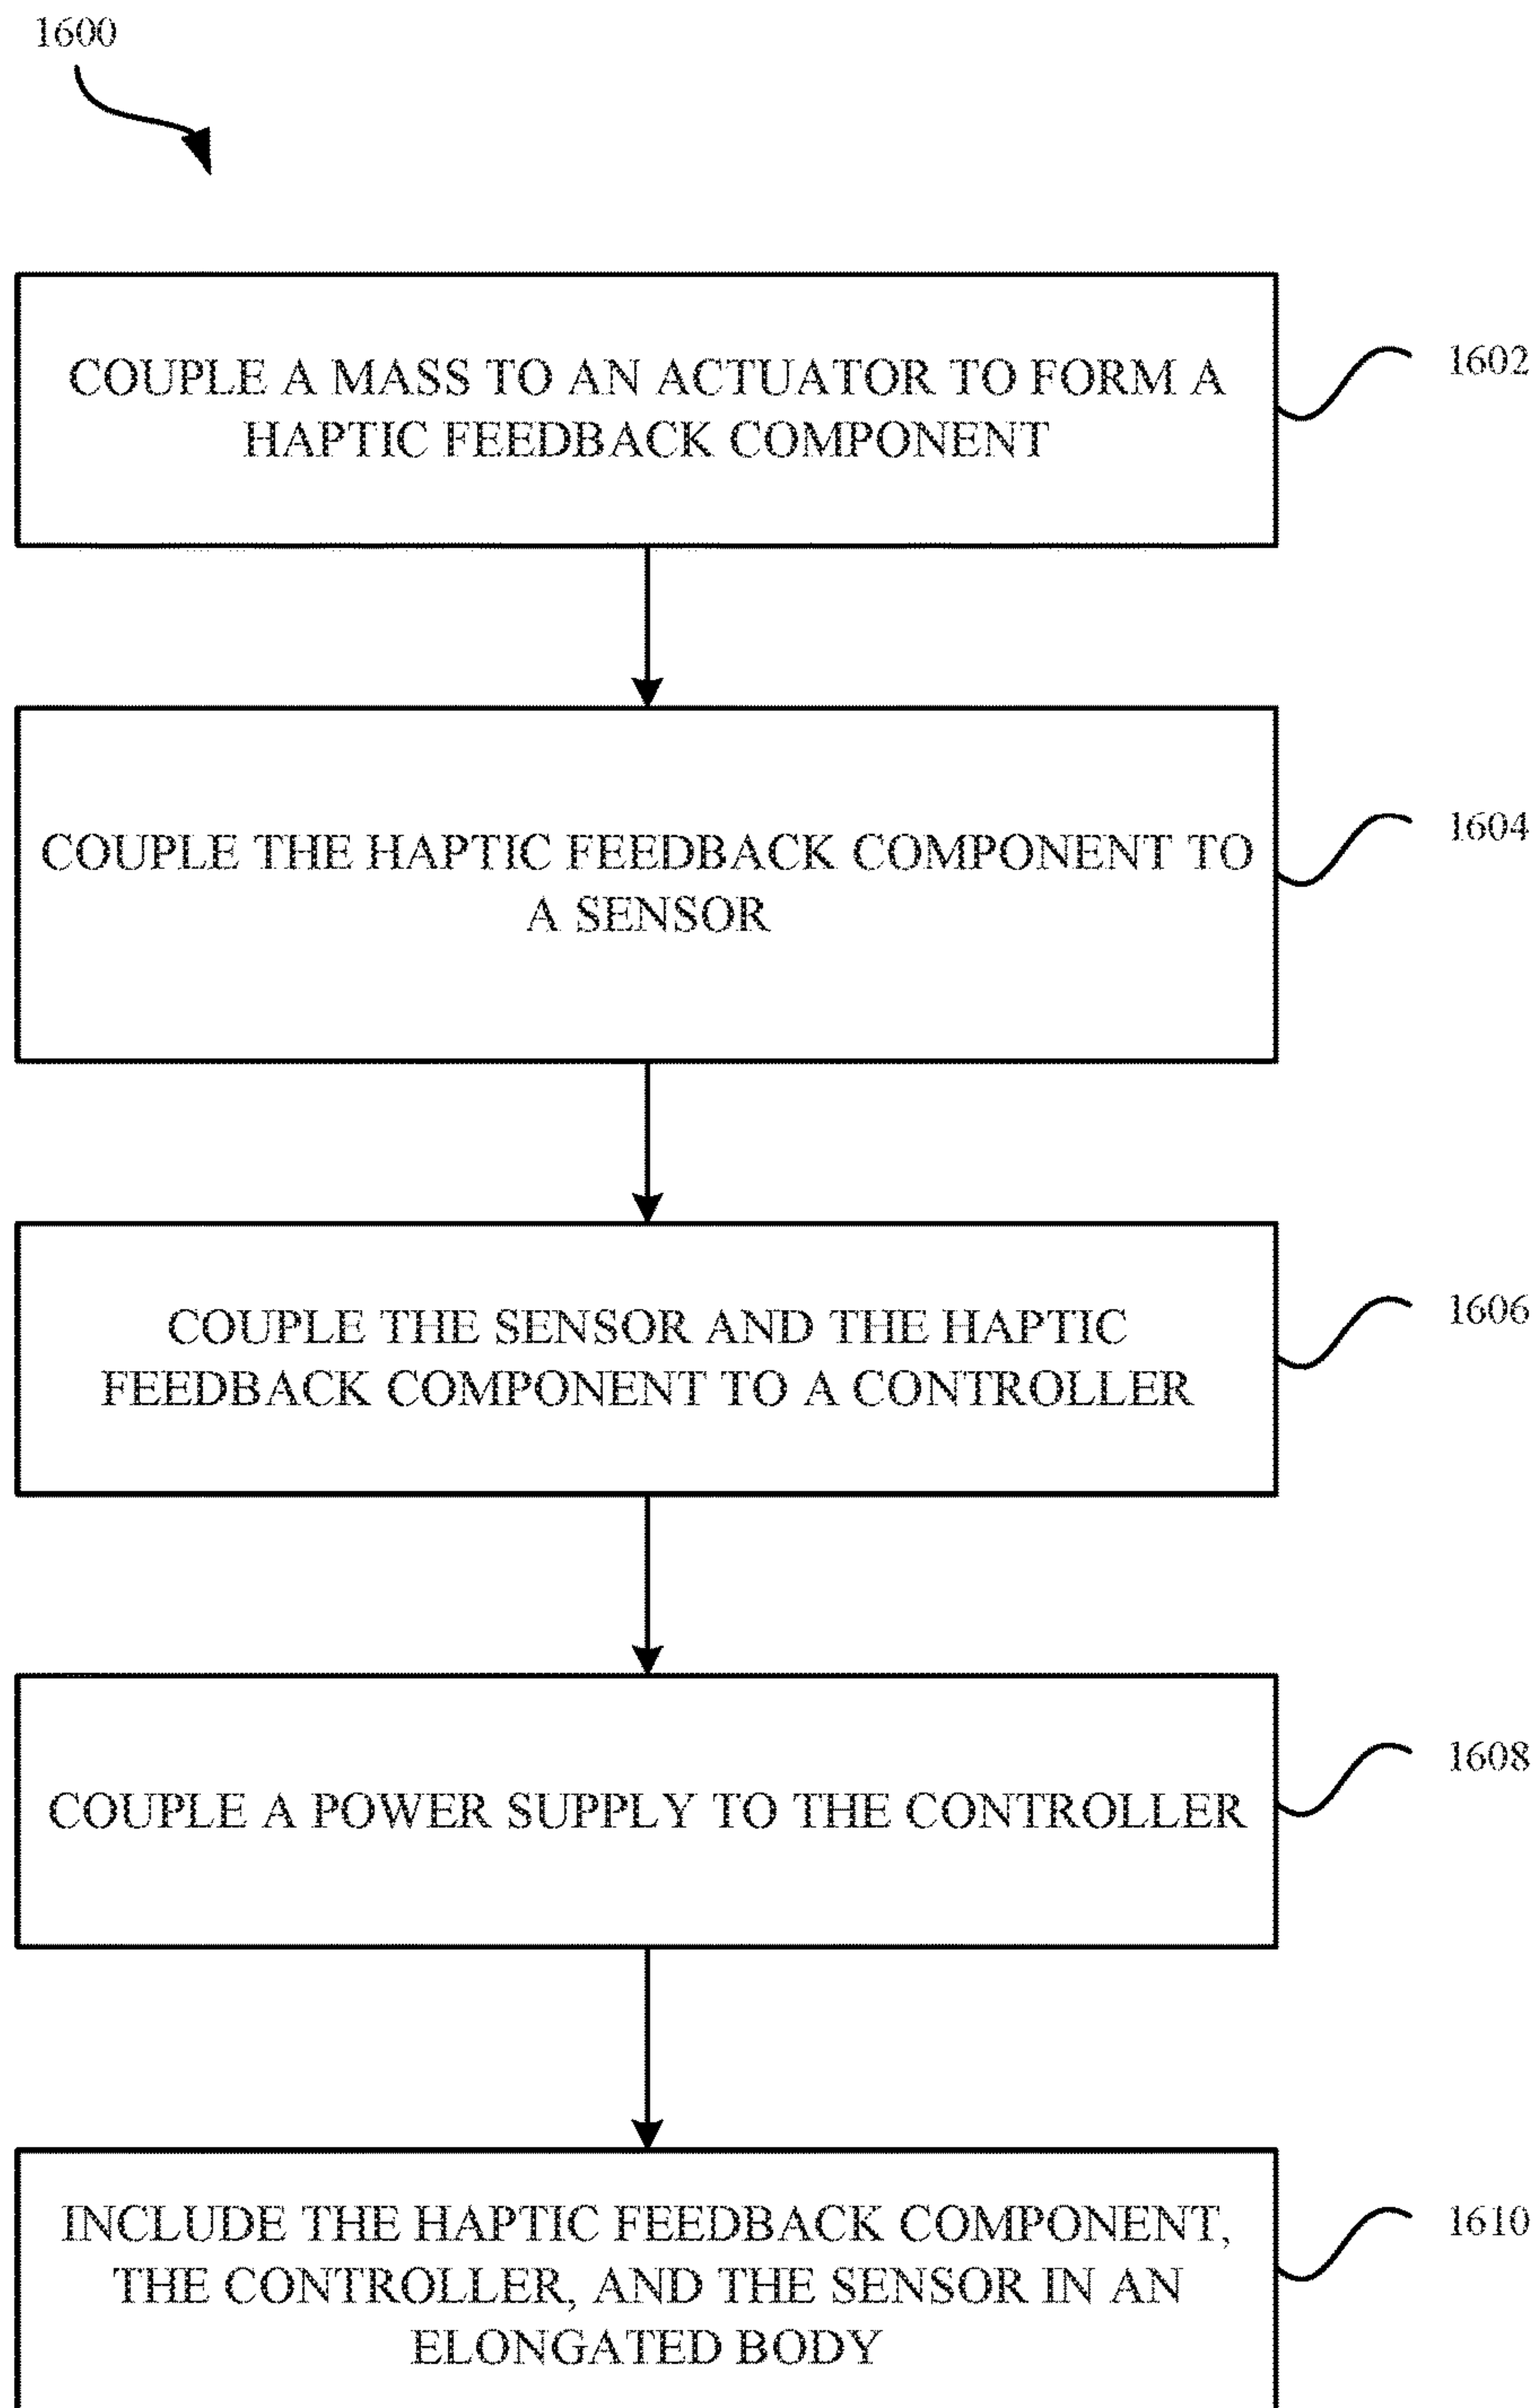 1600
COUPLE A MASS TO AN ACTUATOR TO FORM A
HAPTIC FEEDBACK COMPONENT
1602
COUPLE THE HAPTIC FEEDBACK COMPONENT TO
A SENSOR
1604
COUPLE THE SENSOR AND THE HAPTIC
FEEDBACK COMPONENT TO A CONTROLLER
1606
COUPLE A POWER SUPPLY TO THE CONTROLLER
1608
INCLUDE THE HAPTIC FEEDBACK COMPONENT,
THE CONTROLLER, AND THE SENSOR IN AN
ELONGATED BODY
1610